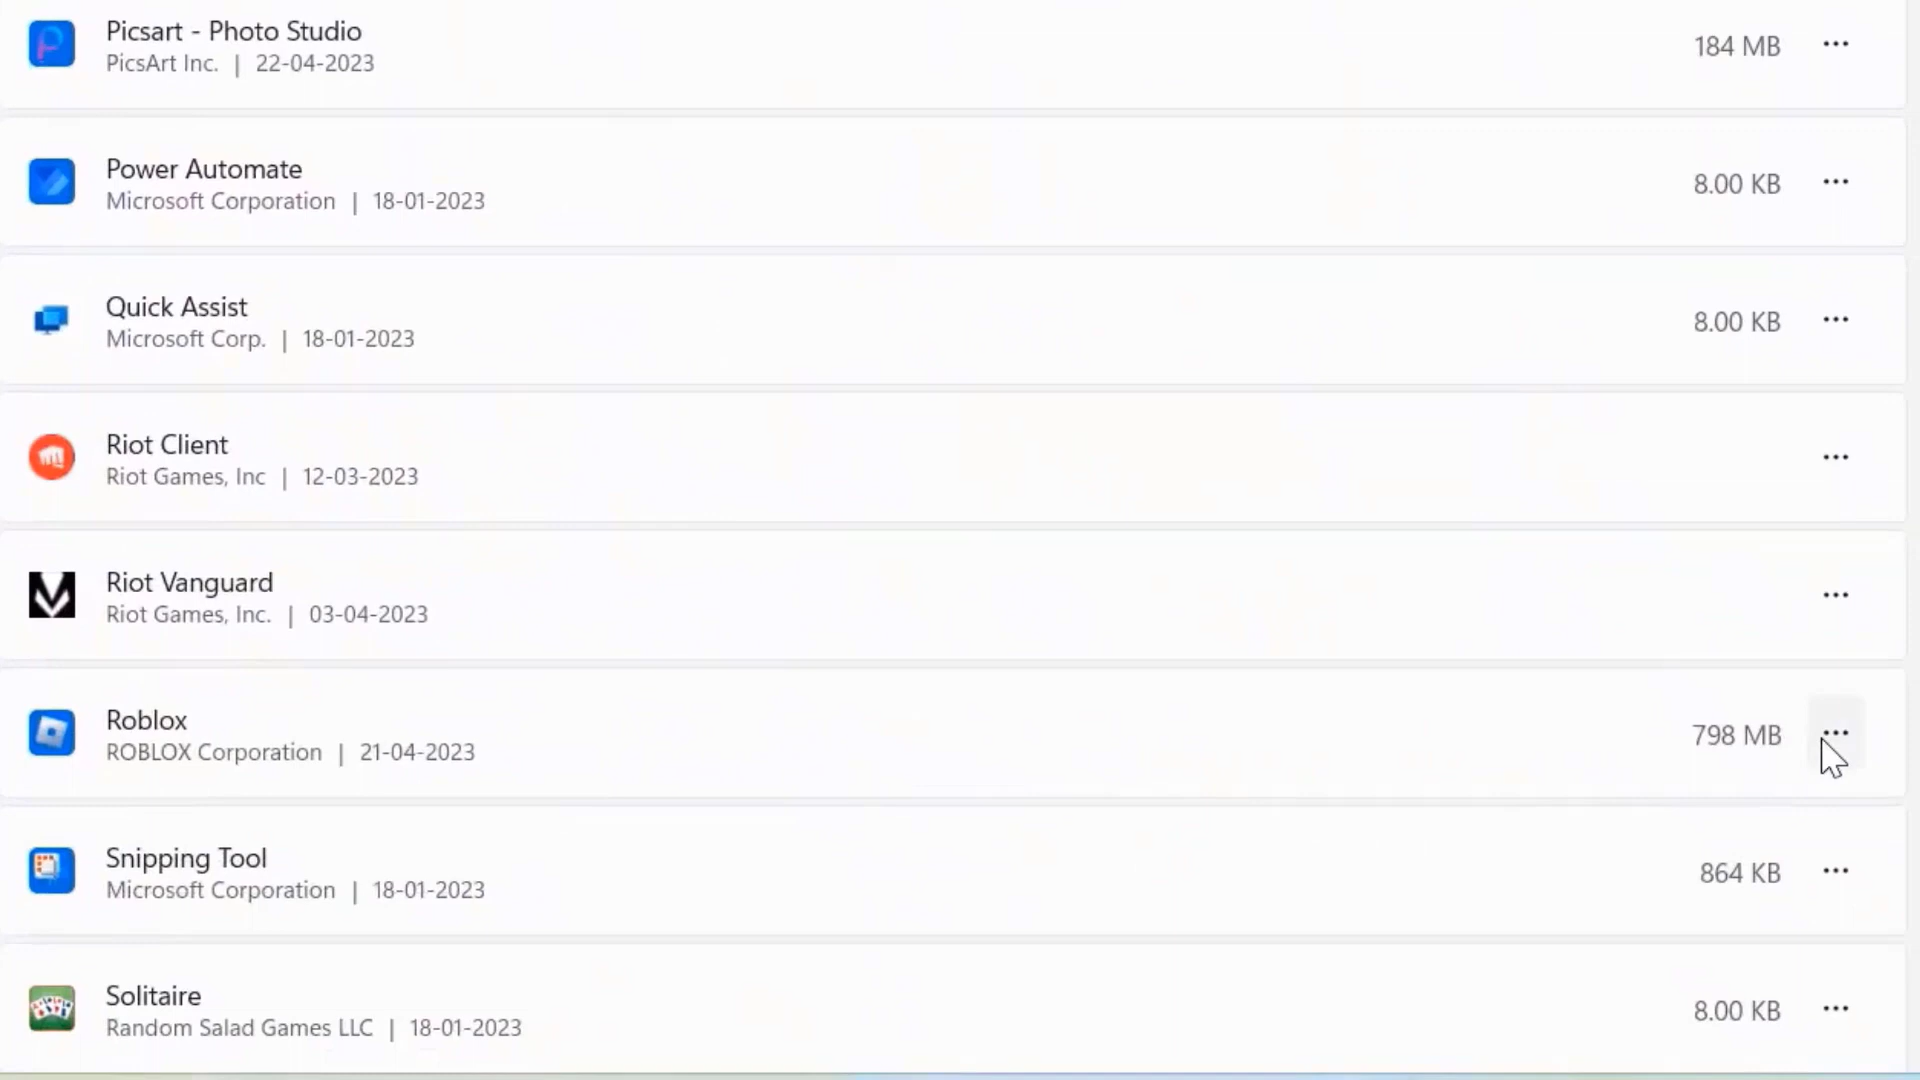 Picsart - Photo Studio
PicsArt Inc. | 22-04-2023
184 MB
Power Automate
Microsoft Corporation | 18-01-2023
8.00 KB
Quick Assist
Microsoft Corp. | 18-01-2023
8.00 KB
Riot Client
Riot Games, Inc | 12-03-2023
Riot Vanguard
Riot Games, Inc. | 03-04-2023
Roblox
ROBLOX Corporation | 21-04-2023
798 MB
Snipping Tool
Microsoft Corporation | 18-01-2023
864 KB
Solitaire
Random Salad Games LLC | 18-01-2023
8.00 KB